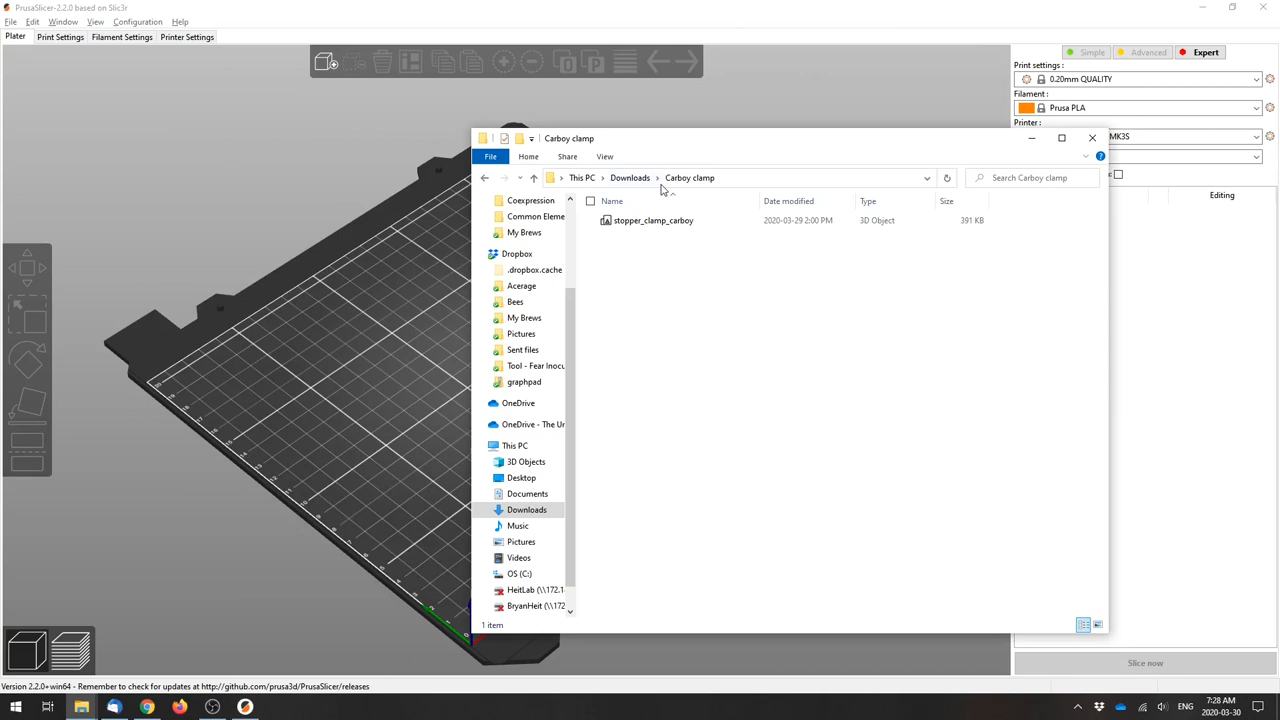 PrusaSlicer-2.2.0 based on Slic3r
File Edit Window View Configuration Help
Plater Print Settings Filament Settings Printer Settings
Simple Advanced Expert
Print settings:
0.20mm QUALITY
Filament :
Prusa PLA
Printer :
MK3S
Editing
Slice now
Carboy clamp
File Home Share View
This PC > Downloads > Carboy clamp
Search Carboy clamp
Name Date modified Type Size
stopper_clamp_carboy 2020-03-29 2:00 PM 3D Object 391 KB
Coexpression
Common Eleme
My Brews
Dropbox
.dropbox.cache
Acerage
Bees
My Brews
Pictures
Sent files
Tool - Fear Inocu
graphpad
OneDrive
OneDrive - The Un
This PC
3D Objects
Desktop
Documents
Downloads
Music
Pictures
Videos
OS (C:)
HeitLab (\\172.1
BryanHeit (\\172
1 item
Version 2.2.0+win64 - Remember to check for updates at http://github.com/prusa3d/PrusaSlicer/releases
ENG
7:28 AM
2020-03-30